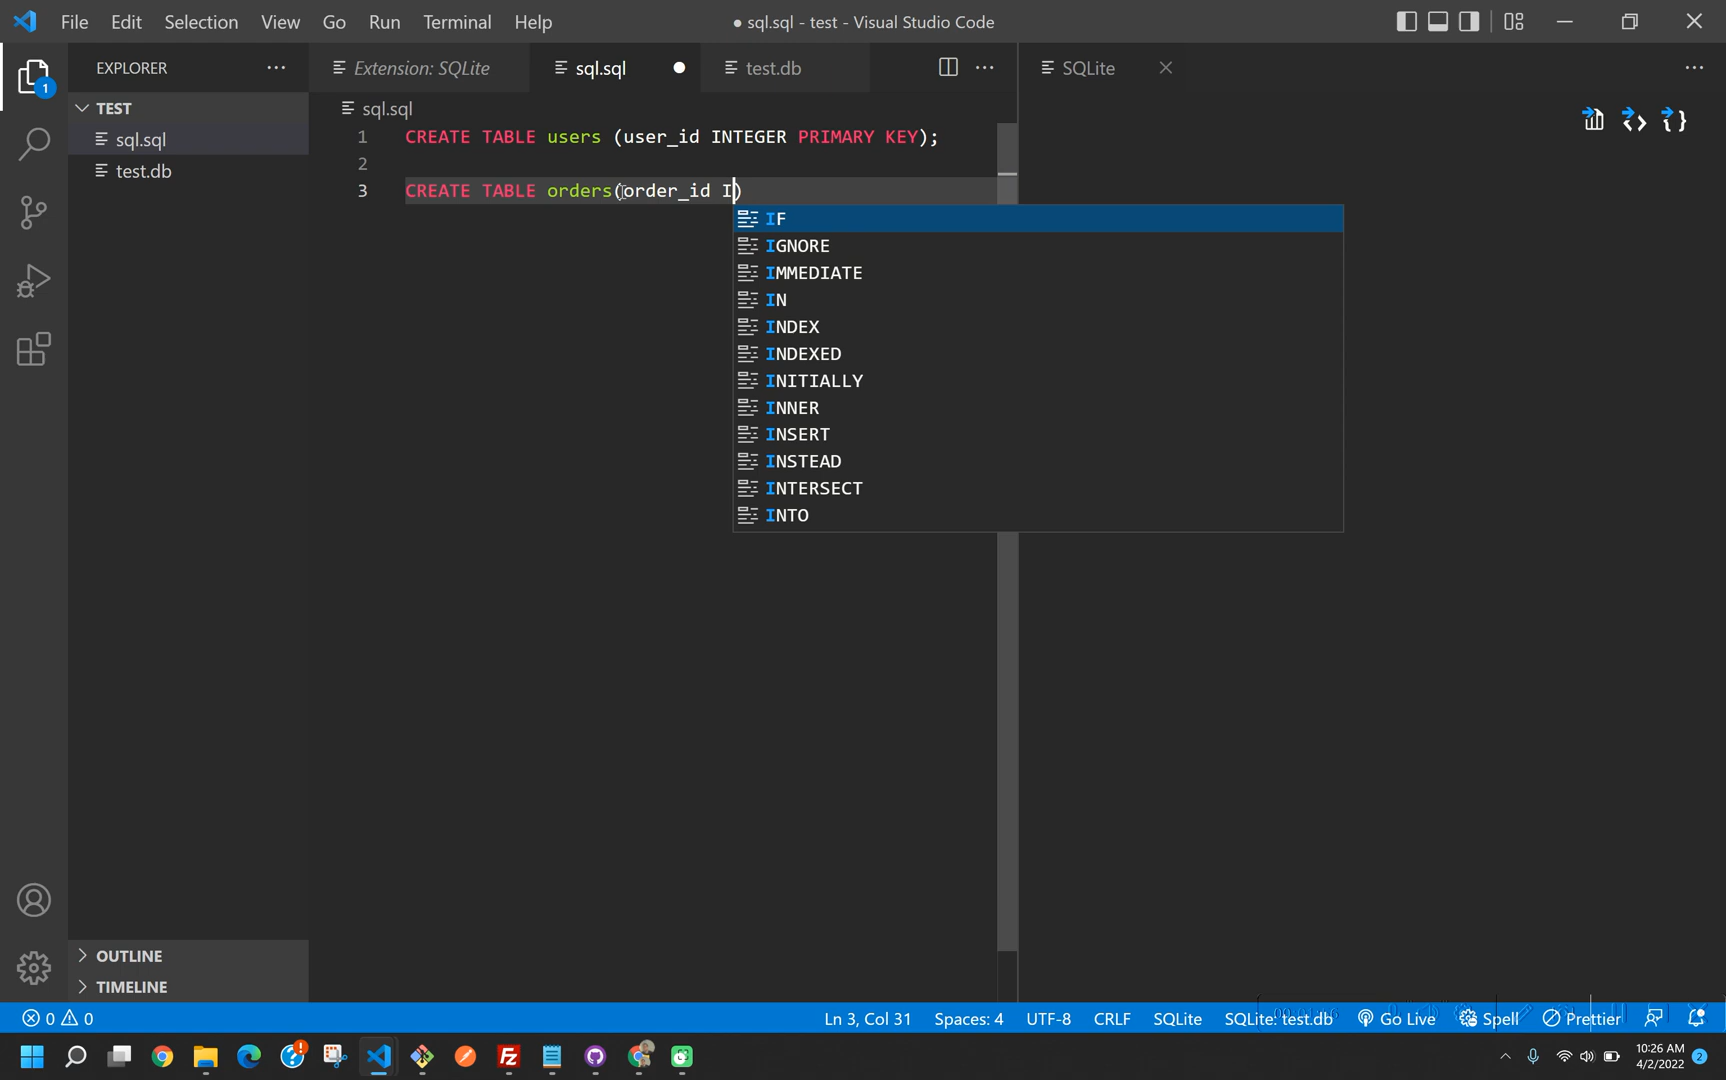 File Edit Selection View Go Run Terminal Help
● sql.sql - test - Visual Studio Code
EXPLORER
Extension: SQLite
sql.sql
test.db
SQLite
TEST
sql.sql
test.db
1
sql.sql
1 CREATE TABLE users (user_id INTEGER PRIMARY KEY);
2
3 CREATE TABLE orders(order_id I)
IF
IGNORE
IMMEDIATE
IN
INDEX
INDEXED
INITIALLY
INNER
INSERT
INSTEAD
INTERSECT
INTO
OUTLINE
TIMELINE
0 0
Ln 3, Col 31 Spaces: 4 UTF-8 CRLF SQLite SQLite: test.db Go Live Spell Prettier
10:26 AM
4/2/2022
2